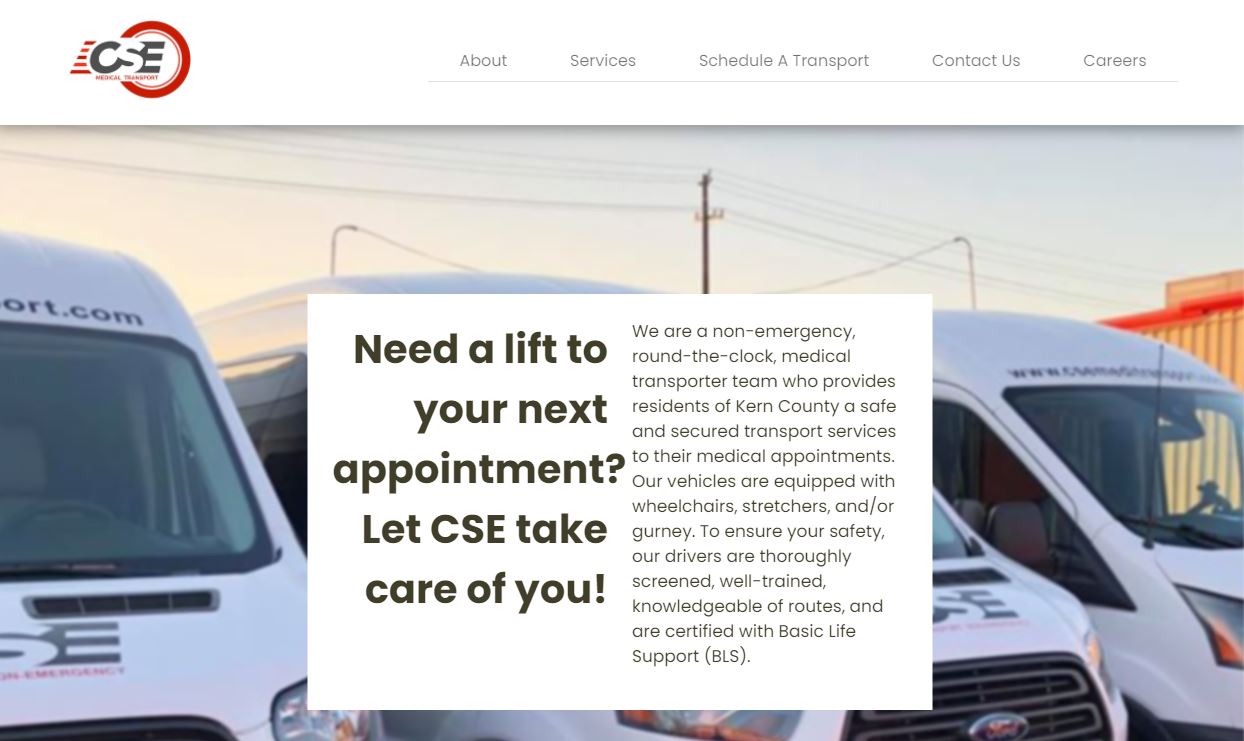 CSE
MEDICAL TRANSPORT
About
Services
Schedule A Transport
Contact Us
Careers
ort.com
Need a lift to
your next
appointment?
Let CSE take
care of you!
We are a non-emergency,
round-the-clock, medical
transporter team who provides
residents of Kern County a safe
and secured transport services
to their medical appointments.
Our vehicles are equipped with
wheelchairs, stretchers, and/or
gurney. To ensure your safety,
our drivers are thoroughly
screened, well-trained,
knowledgeable of routes, and
are certified with Basic Life
Support (BLS).
SE
ON-EMERGENCY
SE
Ford